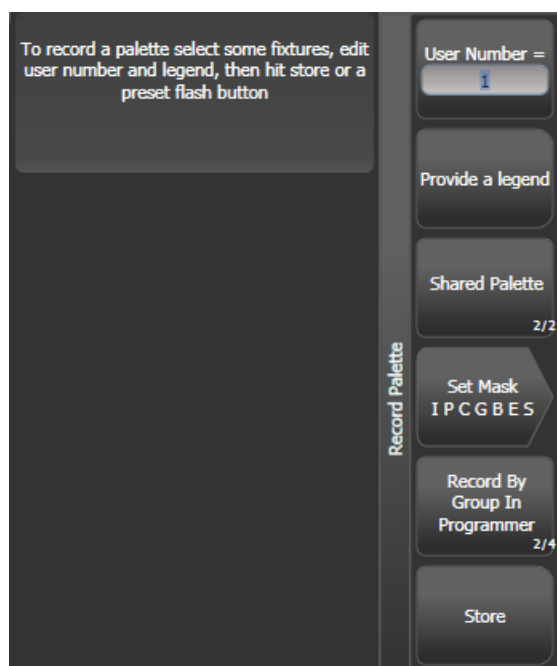 To record a palette select some fixtures, edit
user number and legend, then hit store or a
preset flash button
Record Palette
User Number =
1
Provide a legend
Shared Palette
2/2
Set Mask
I P C G B E S
Record By
Group In
Programmer
2/4
Store